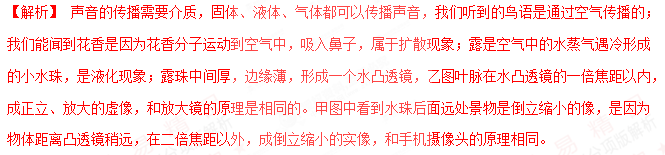 【解析】 声音的传播需要介质，固体、液体、气体都可以传播声音，我们听到的鸟语是通过空气传播的；
我们能闻到花香是因为花香分子运动到空气中，吸入鼻子，属于扩散现象；露是空气中的水蒸气遇冷形成
的小水珠，是液化现象；露珠中间厚，边缘薄，形成一个水凸透镜，乙图叶脉在水凸透镜的一倍焦距以内，
成正立、放大的虚像，和放大镜的原理是相同的。甲图中看到水珠后面远处景物是倒立缩小的像，是因为
物体距离凸透镜稍远，在二倍焦距以外，成倒立缩小的实像，和手机摄像头的原理相同。